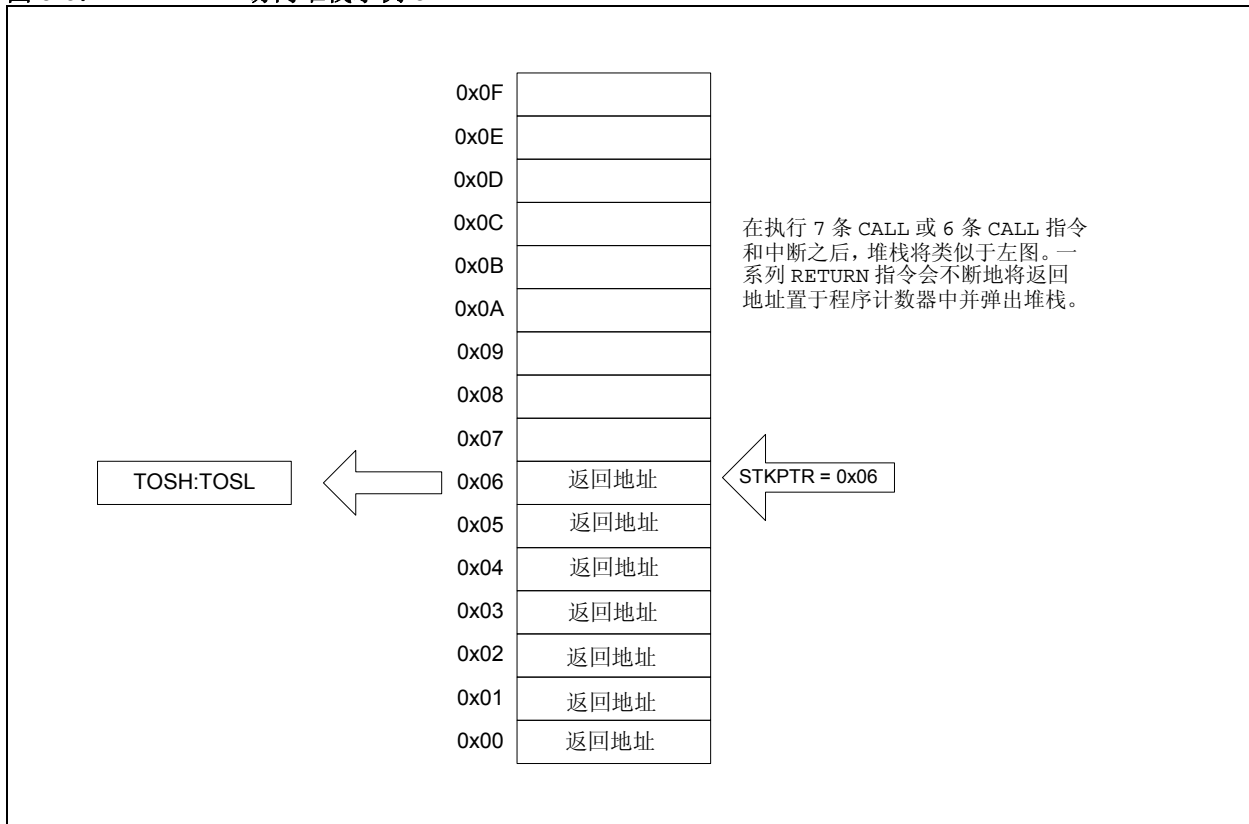 0x0F
0x0E
0x0D
0x0C
0x0B
0x0A
0x09
0x08
0x07
0x06
0x05
0x04
0x03
0x02
0x01
0x00
返回地址
返回地址
返回地址
返回地址
返回地址
返回地址
返回地址
TOSH:TOSL
STKPTR = 0x06
在执行 7 条 CALL 或 6 条 CALL 指令
和中断之后，堆栈将类似于左图。一
系列 RETURN 指令会不断地将返回
地址置于程序计数器中并弹出堆栈。